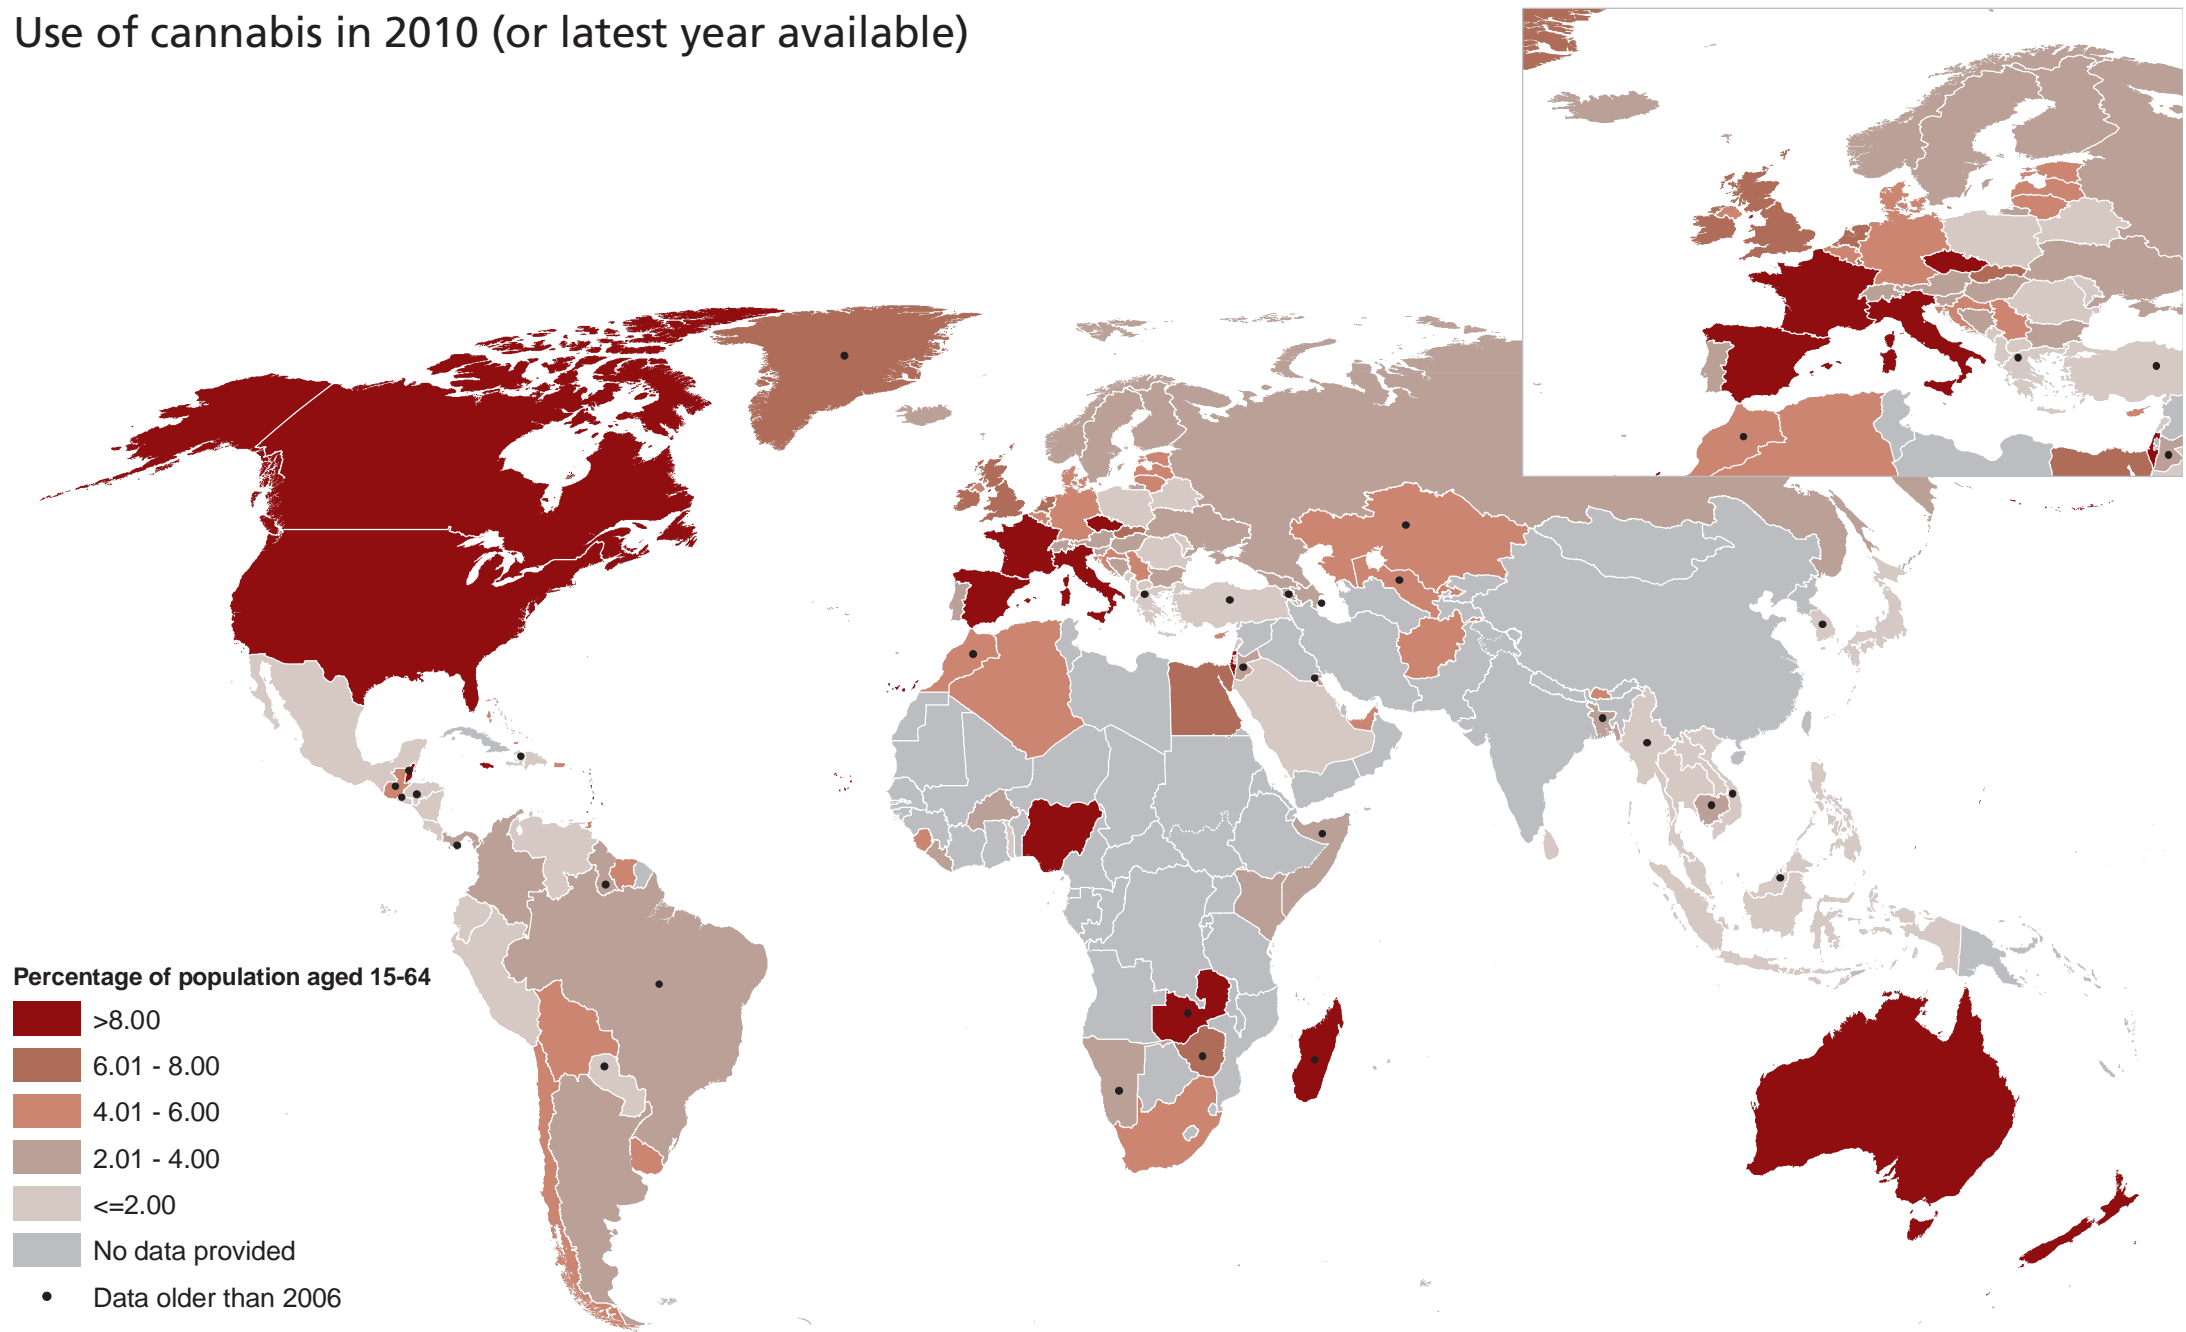 Use of cannabis in 2010 (or latest year available)
Percentage of population aged 15-64
>8.00
6.01 - 8.00
4.01 - 6.00
2.01 - 4.00
<=2.00
No data provided
Data older than 2006